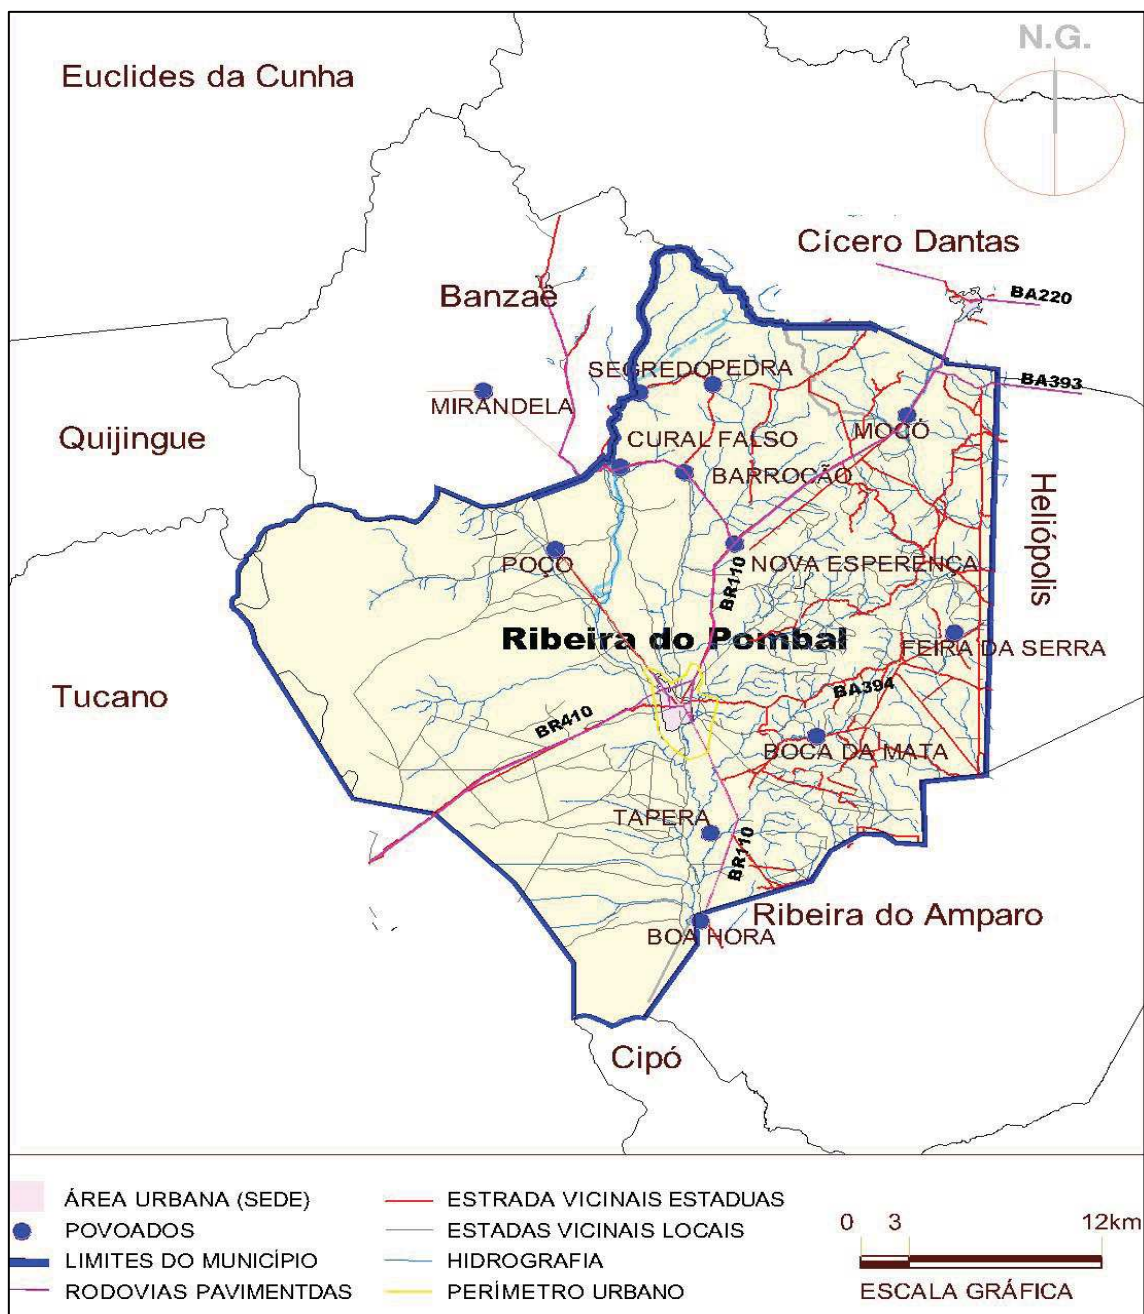 N.G.
Euclides da Cunha
Cícero Dantas
Banzaê
BA220
SEGREDO
PEDRA
BA393
MIRANDELA
Quijingue
CURAL FALSO
MOCÓ
BARROCÃO
Heliópolis
POÇO
BR110
NOVA ESPERENÇA
Ribeira do Pombal
FEIRA DA SERRA
Tucano
BA394
BR410
BOCA DA MATA
TAPERA
BR110
Ribeira do Amparo
BOA HORA
Cipó
ÁREA URBANA (SEDE)
POVOADOS
LIMITES DO MUNICÍPIO
RODOVIAS PAVIMENTDAS
ESTRADA VICINAIS ESTADUAS
ESTADAS VICINAIS LOCAIS
HIDROGRAFIA
PERÍMETRO URBANO
0 3 12km
ESCALA GRÁFICA